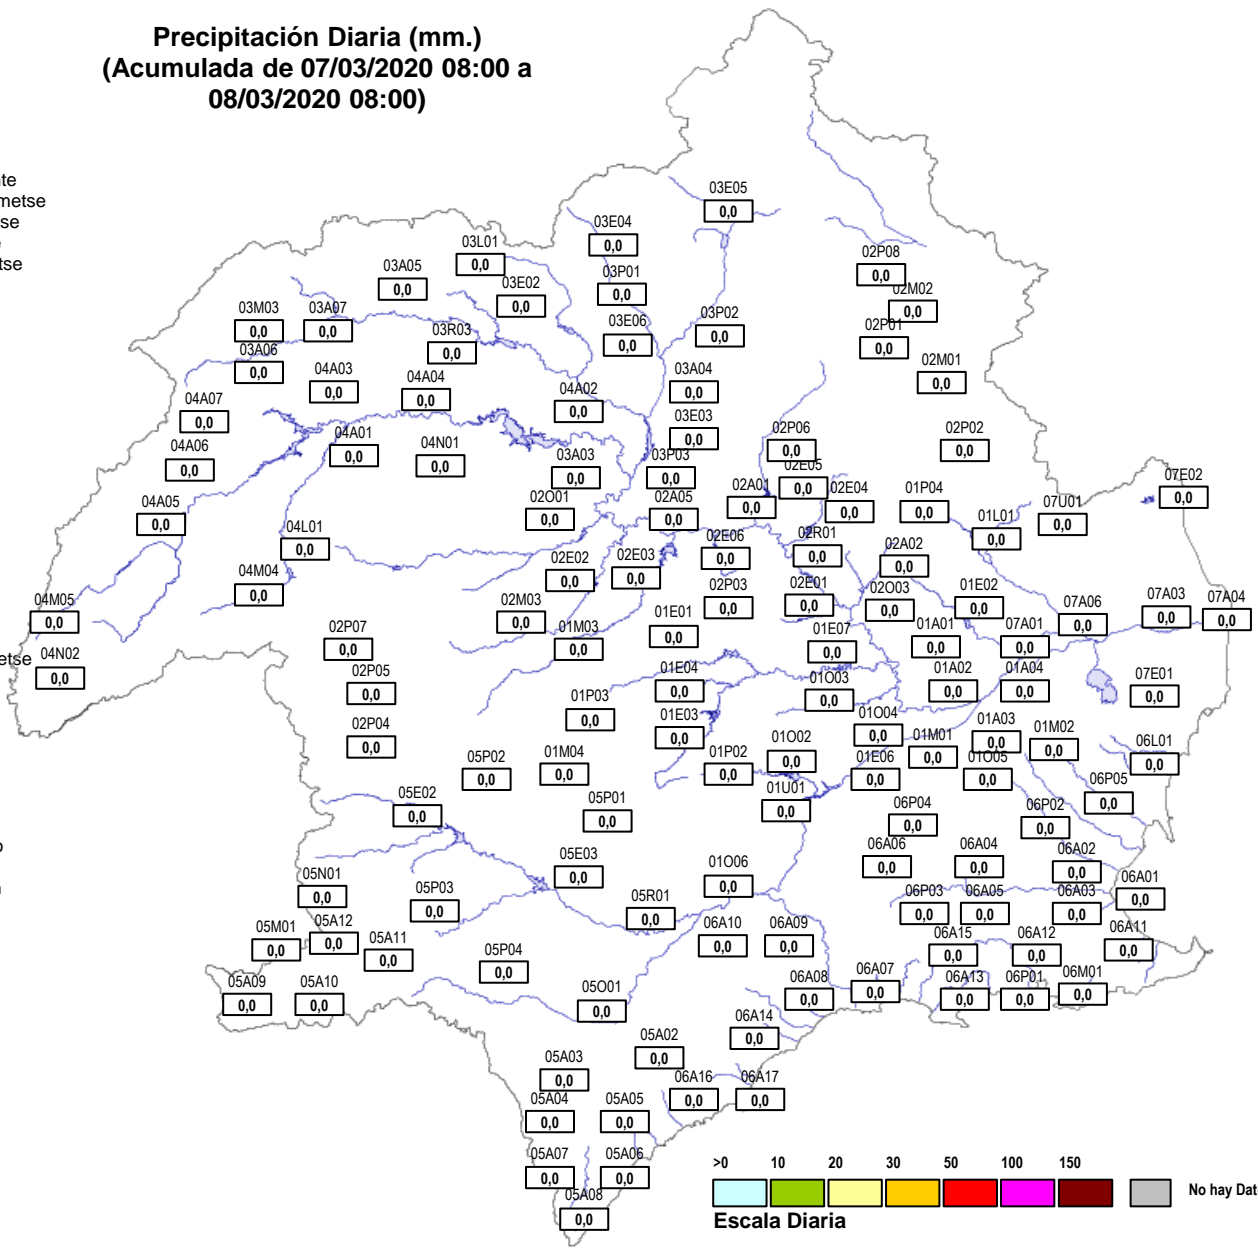 Precipitación Diaria (mm.)
(Acumulada de 07/03/2020 08:00 a
08/03/2020 08:00)
te
metse
se
tse
03E05
0,0
03E04
0,0
03L01
0,0
02P08
0,0
03A05
0,0
03P01
0,0
03E02
0,0
02M02
0,0
03M03
0,0
03A07
0,0
03P02
0,0
03E06
0,0
03R03
0,0
02P01
0,0
03A06
0,0
02M01
0,0
04A03
0,0
04A04
0,0
03A04
0,0
04A02
0,0
04A07
0,0
03E03
0,0
04A01
0,0
02P06
0,0
02P02
0,0
04A06
0,0
04N01
0,0
03A03
0,0
03P03
0,0
02E05
0,0
07E02
0,0
02A01
0,0
02E04
0,0
01P04
0,0
04A05
0,0
02O01
0,0
02A05
0,0
07U01
0,0
01L01
0,0
04L01
0,0
02E06
0,0
02R01
0,0
02A02
0,0
02E02
0,0
02E03
0,0
04M04
0,0
02P03
0,0
02E01
0,0
02O03
0,0
01E02
0,0
07A03
0,0
07A04
0,0
04M05
0,0
02M03
0,0
01E01
0,0
07A06
0,0
02P07
0,0
01M03
0,0
01E07
0,0
01A01
0,0
07A01
0,0
etse
04N02
0,0
02P05
0,0
01E04
0,0
01O03
0,0
01A02
0,0
01A04
0,0
07E01
0,0
01P03
0,0
02P04
0,0
01E03
0,0
01O04
0,0
01A03
0,0
01M02
0,0
05P02
0,0
01M04
0,0
01P02
0,0
01O02
0,0
01M01
0,0
01E06
0,0
01O05
0,0
06L01
0,0
05E02
0,0
05P01
0,0
01U01
0,0
06P04
0,0
06P02
0,0
06P05
0,0
o
05E03
0,0
01O06
0,0
06A06
0,0
06A04
0,0
06A02
0,0
05N01
0,0
05P03
0,0
05R01
0,0
06P03
0,0
06A05
0,0
06A03
0,0
06A01
0,0
05M01
0,0
05A12
0,0
05A11
0,0
06A10
0,0
06A09
0,0
06A15
0,0
06A12
0,0
06A11
0,0
05P04
0,0
05A09
0,0
05A10
0,0
05O01
0,0
06A08
0,0
06A07
0,0
06A13
0,0
06P01
0,0
06M01
0,0
06A14
0,0
05A02
0,0
05A03
0,0
06A16
0,0
06A17
0,0
05A04
0,0
05A05
0,0
05A07
0,0
05A06
0,0
05A08
0,0
>0 10 20 30 50 100 150
No hay Dat
Escala Diaria